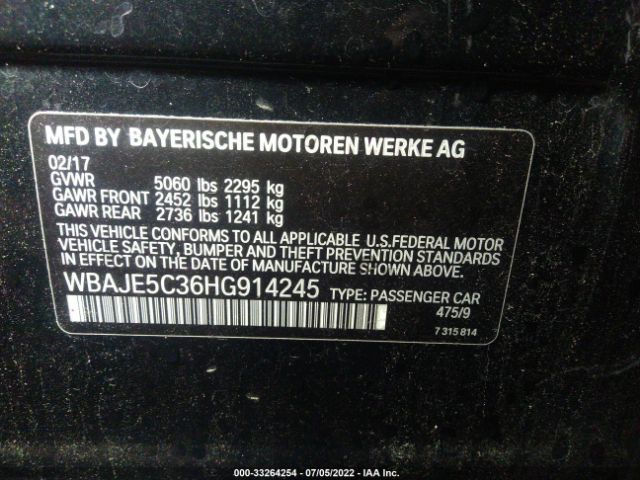 MFD BY BAYERISCHE MOTOREN WERKE AG
02/17
GVWR 5060 lbs 2295 kg
GAWR FRONT 2452 lbs 1112 kg
GAWR REAR 2736 lbs 1241 kg
THIS VEHICLE CONFORMS TO ALL APPLICABLE U.S.FEDERAL MOTOR
VEHICLE SAFETY, BUMPER AND THEFT PREVENTION STANDARDS
IN EFFECT ON THE DATE OF MANUFACTURE SHOWN ABOVE.
WBAJE5C36HG914245 TYPE: PASSENGER CAR
475/9
7 315 814
000-33264254 - 07/05/2022 - IAA Inc.